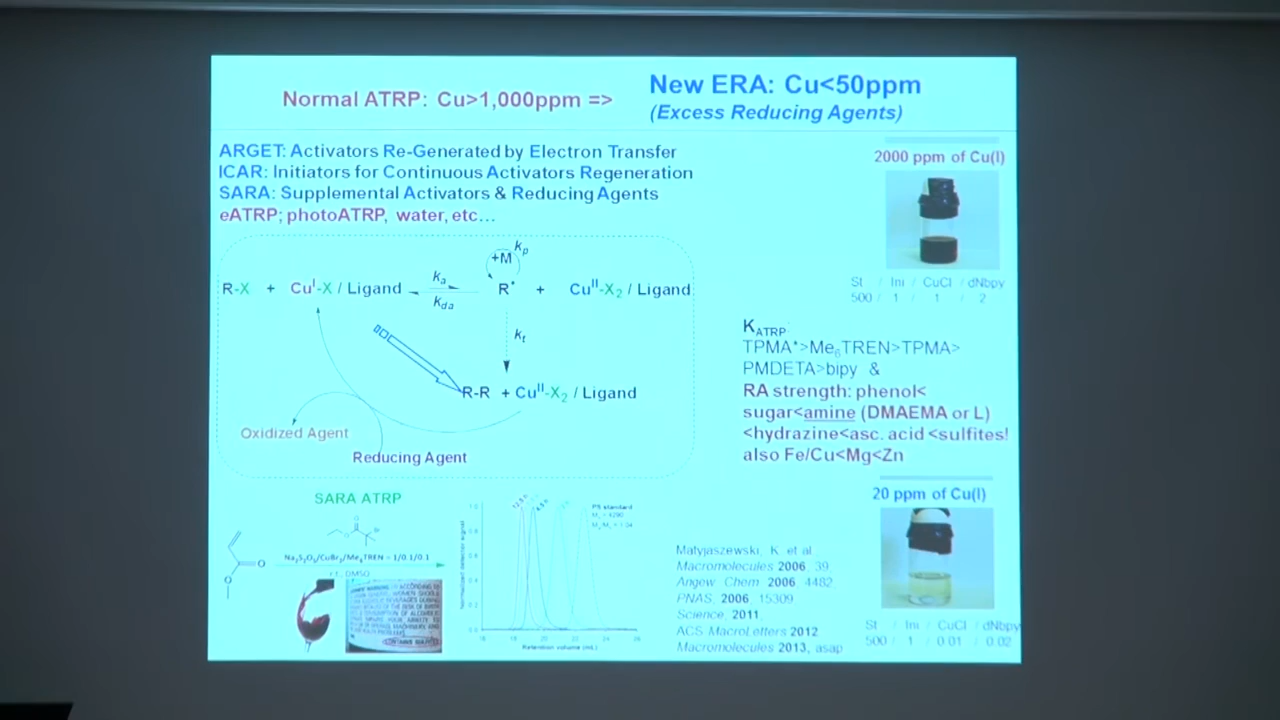 Normal ATRP: Cu>1,000ppm =>
New ERA: Cu<50ppm
(Excess Reducing Agents)
ARGET: Activators Re-Generated by Electron Transfer
ICAR: Initiators for Continuous Activators Regeneration
SARA: Supplemental Activators & Reducing Agents
eATRP; photoATRP, water, etc…
2000 ppm of Cu(I)
St / Ini / CuCl / dNbpy
500 / 1 / 1 / 2
+M kp
R-X + CuI-X / Ligand ka kda R• + CuII-X2 / Ligand
kt
R-R + CuII-X2 / Ligand
Oxidized Agent
Reducing Agent
KATRP:
TPMA*>Me6TREN>TPMA>
PMDETA>bipy &
RA strength: phenol<
sugar<amine (DMAEMA or L)
<hydrazine<asc. acid <sulfites!
also Fe/Cu<Mg<Zn
20 ppm of Cu(I)
St / Ini / CuCl / dNbpy
500 / 1 / 0.01 / 0.02
SARA ATRP
Na2S2O4/CuBr2/Me6TREN = 1/0.1/0.1
r.t., DMSO
PS standard
Retention volume (mL)
Matyjaszewski, K. et al.
Macromolecules 2006, 39
Angew Chem 2006, 4482
PNAS, 2006, 15309
Science, 2011
ACS MacroLetters 2012
Macromolecules 2013, asap